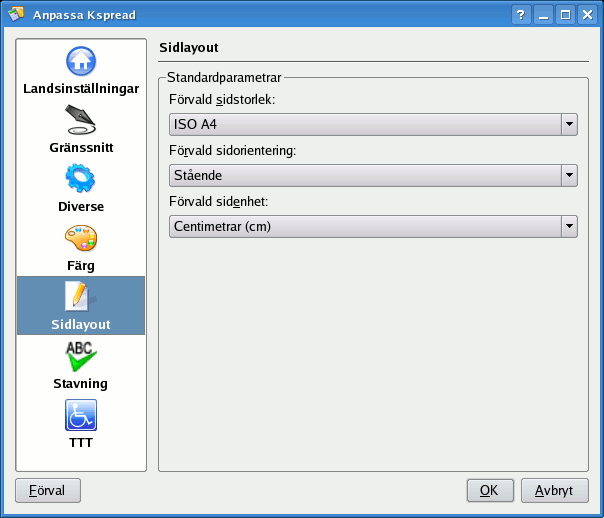 Anpassa Kspread
Landsinställningar
Gränssnitt
Diverse
Färg
Sidlayout
ABC
Stavning
TTT
Sidlayout
Standardparametrar
Förvald sidstorlek:
ISO A4
Förvald sidorientering:
Stående
Förvald sidenhet:
Centimetrar (cm)
Förval
OK
Avbryt